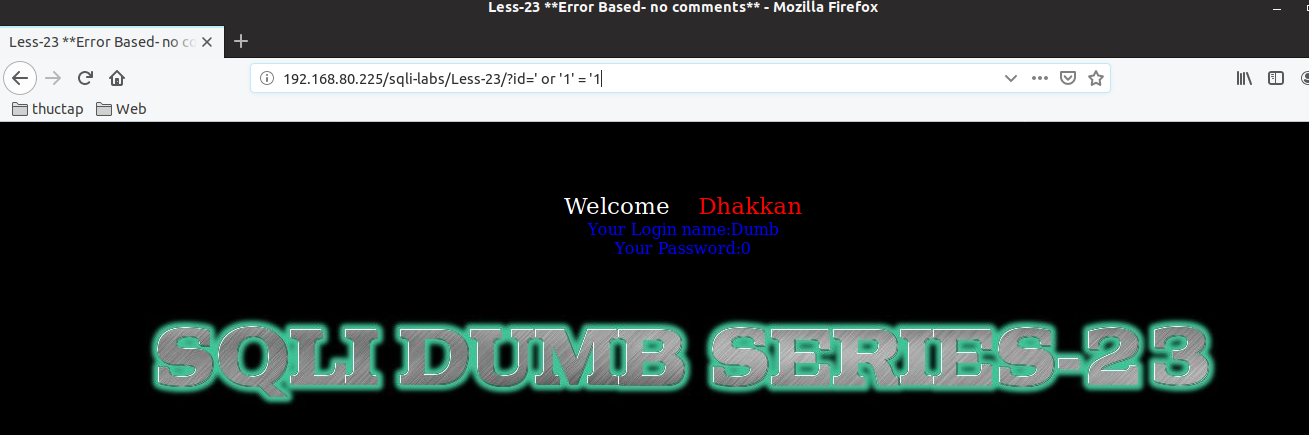 Less-23 **Error Based- no comments** - Mozilla Firefox
Less-23 **Error Based- no co
192.168.80.225/sqli-labs/Less-23/?id=' or '1' = '1
thuctap Web
Welcome Dhakkan
Your Login name:Dumb
Your Password:0
SQLI DUMB SERIES-23